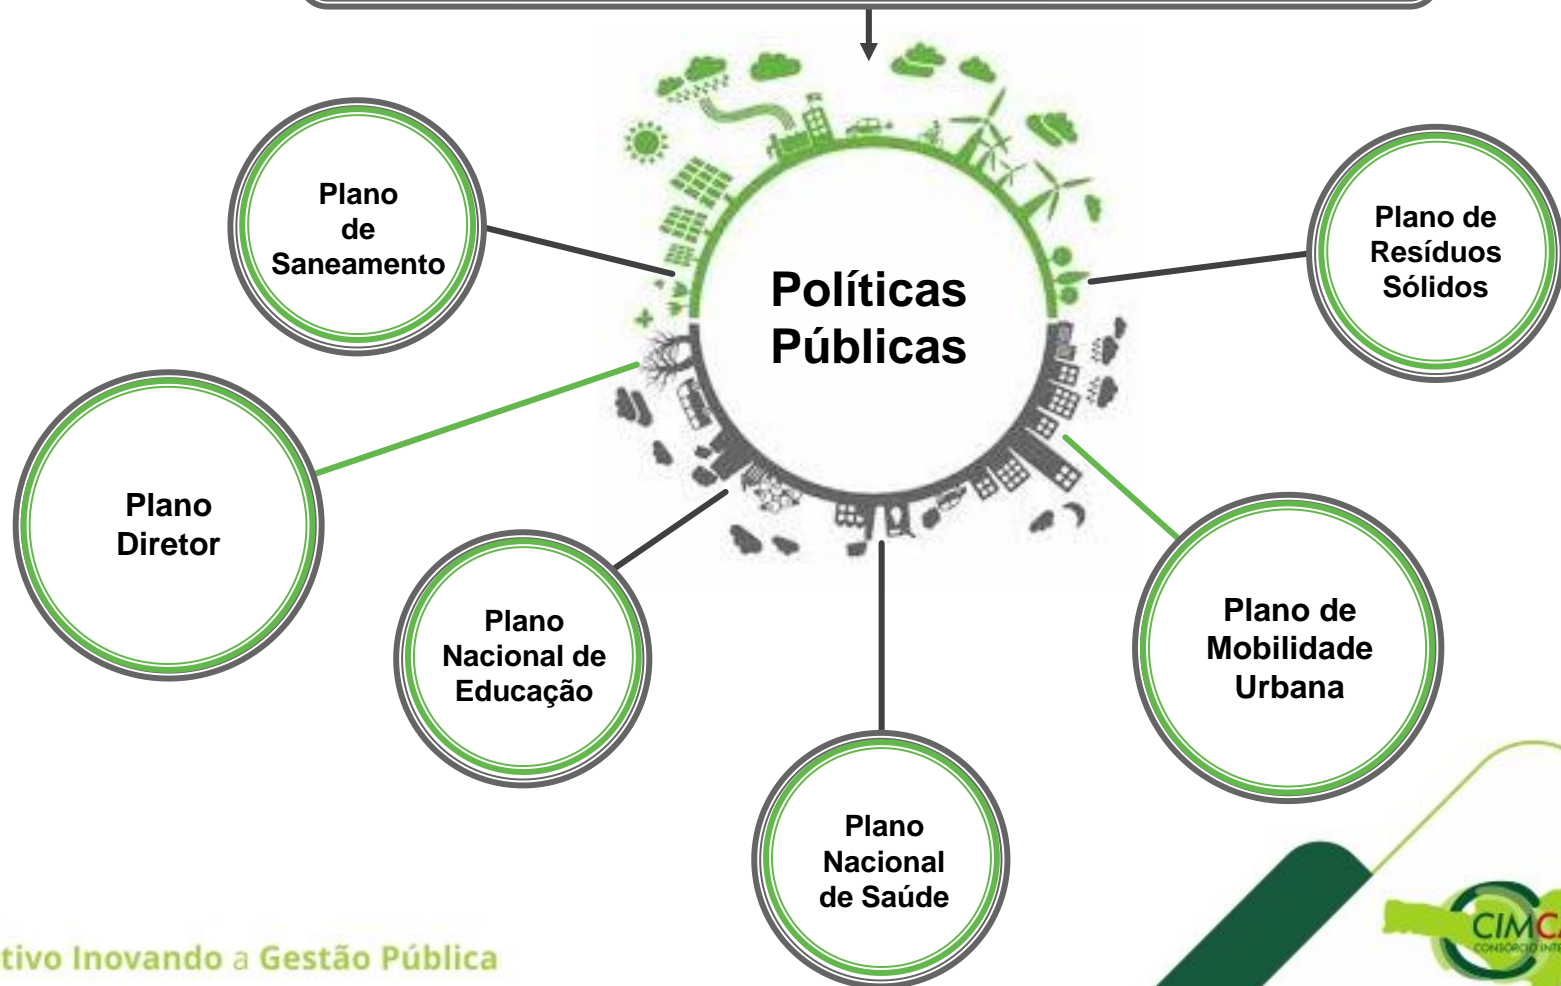 Plano
de
Saneamento
Políticas
Públicas
Plano de
Resíduos
Sólidos
Plano
Diretor
Plano
Nacional de
Educação
Plano de
Mobilidade
Urbana
Plano
Nacional
de Saúde
tivo Inovando a Gestão Pública